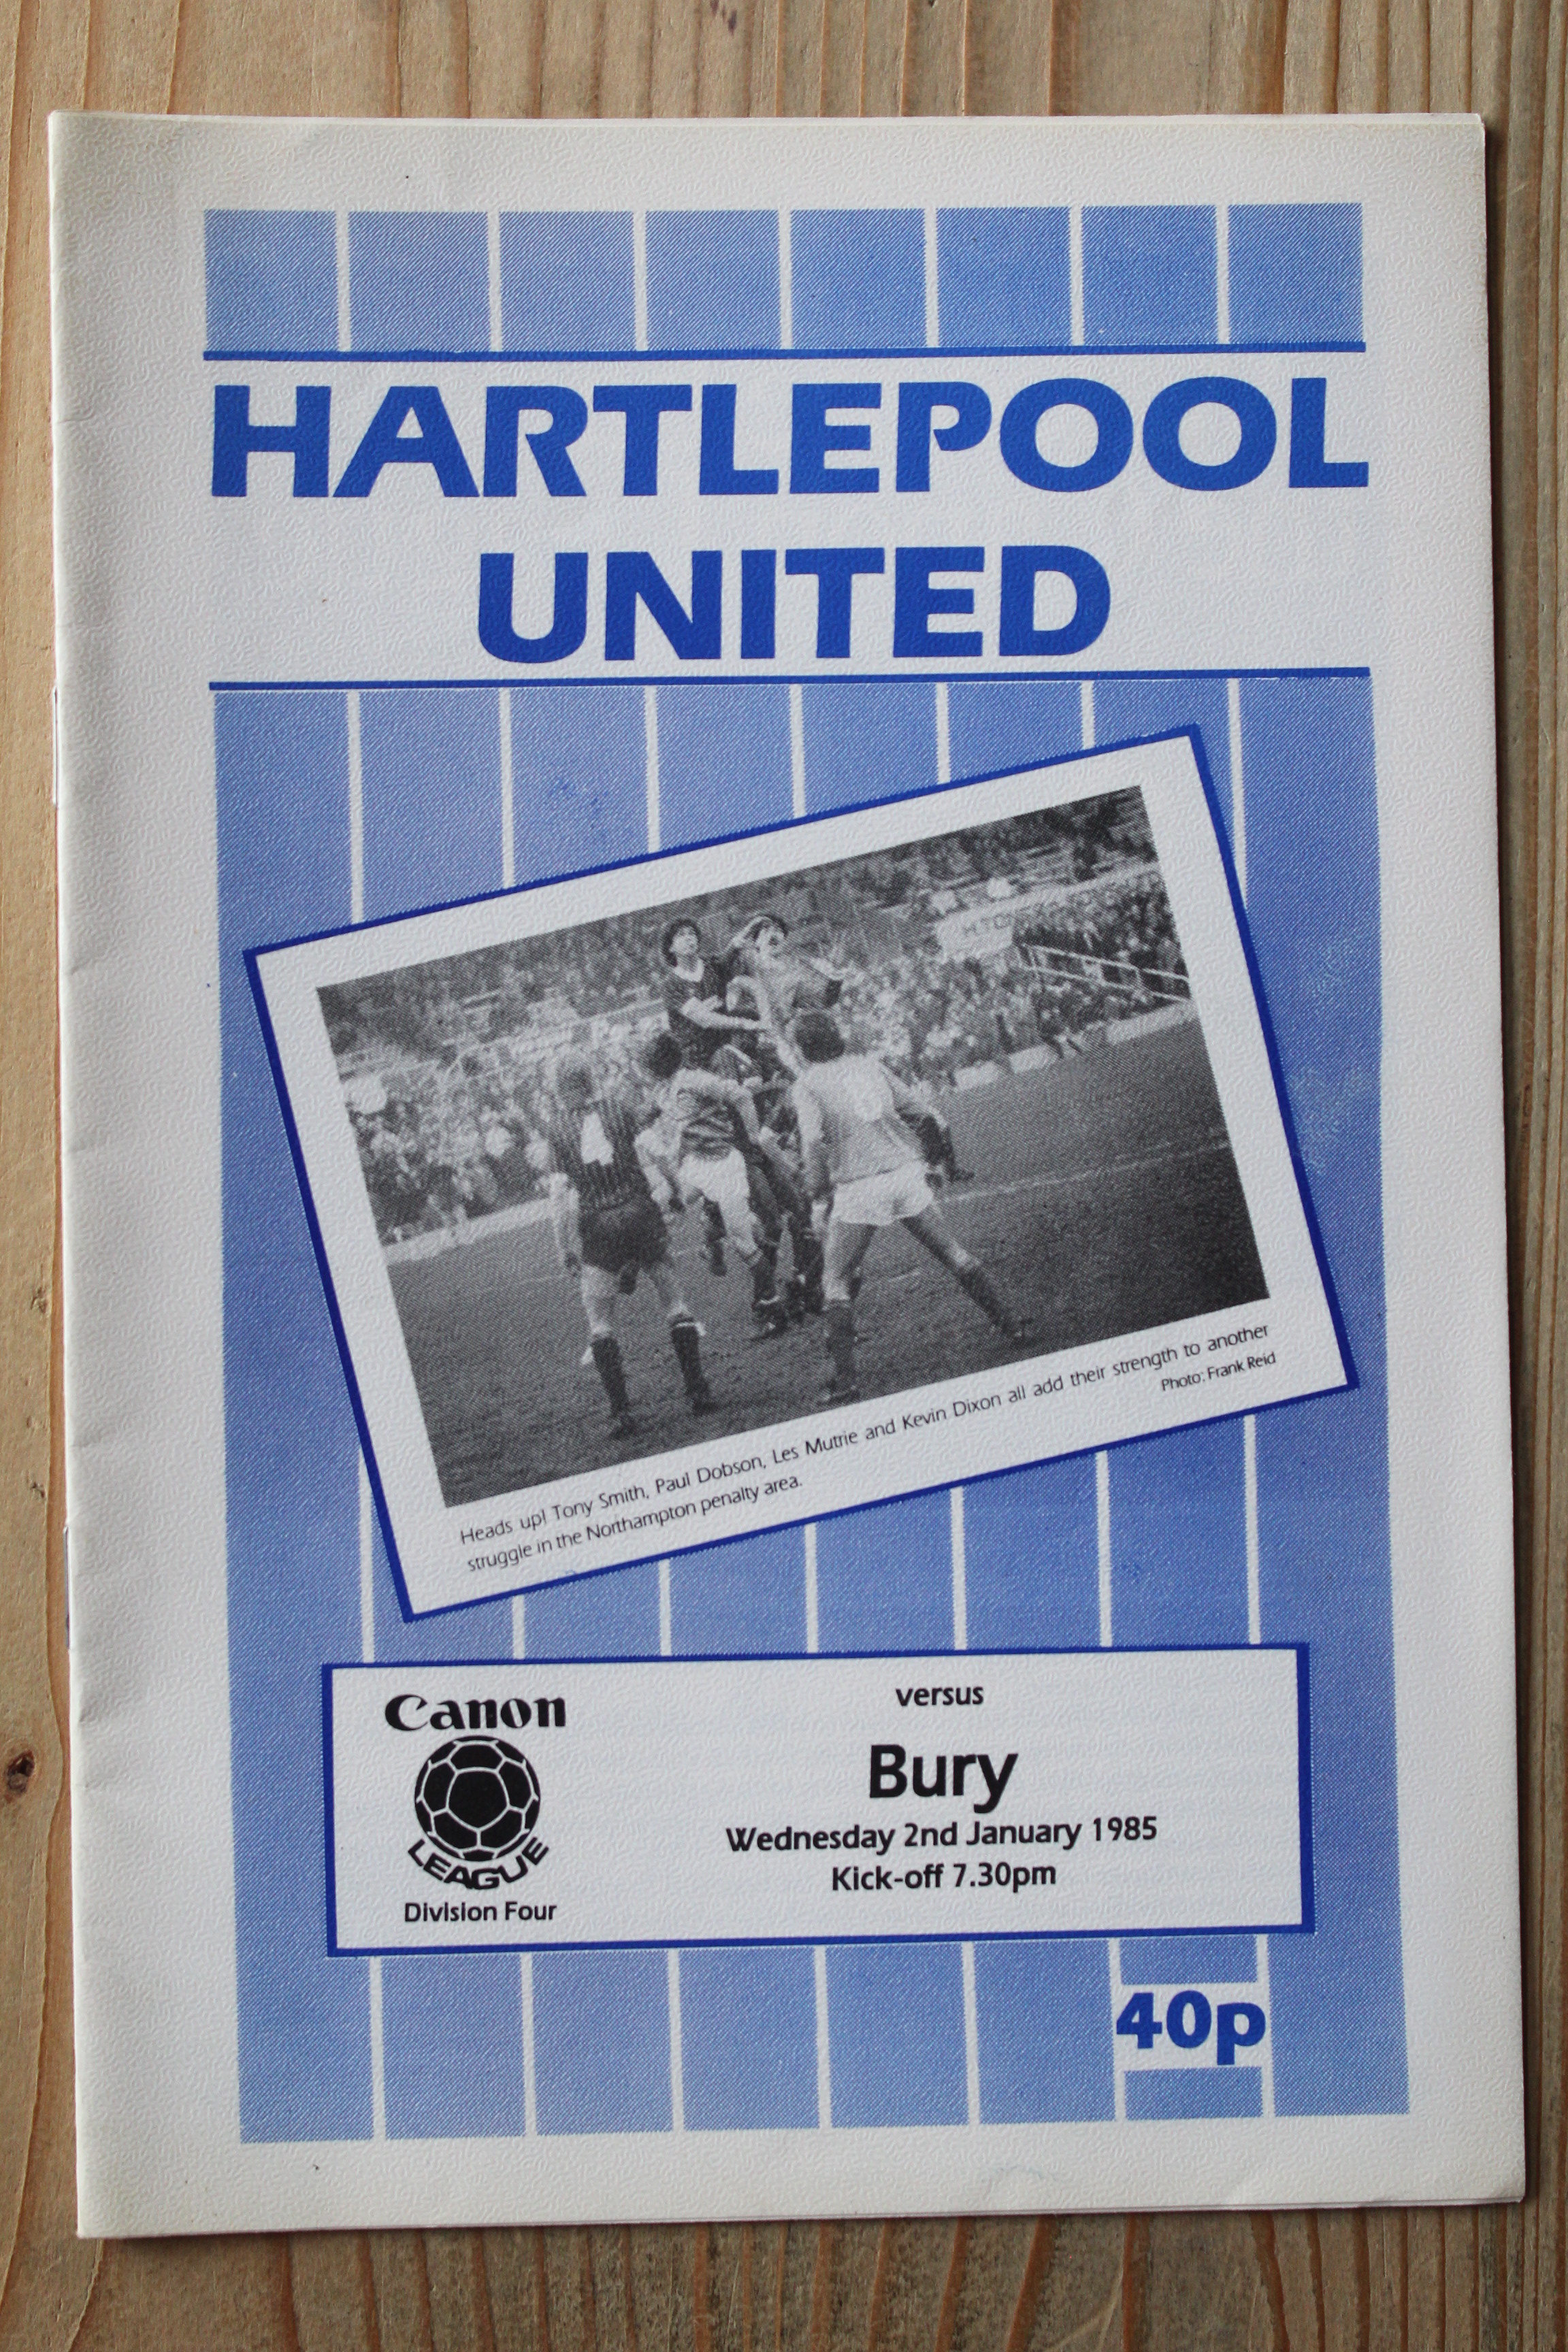 HARTLEPOOL
UNITED
H.TO
4
Heads up! Tony Smith, Paul Dobson, Les Mutrie and Kevin Dixon all add their strength to another
struggle in the Northampton penalty area.
Photo: Frank Reid
Canon
LEAGUE
Division Four
versus
Bury
Wednesday 2nd January 1985
Kick-off 7.30pm
40p